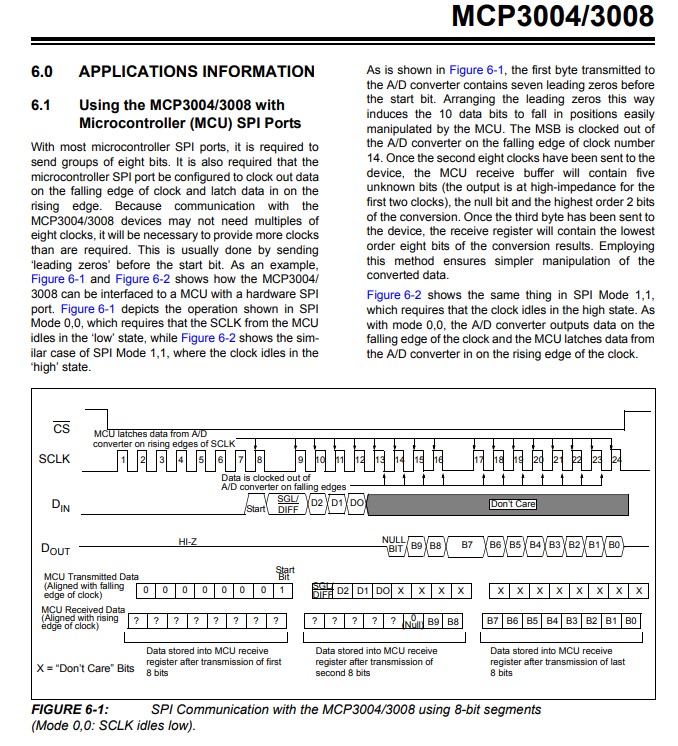 MCP3004/3008
6.0 APPLICATIONS INFORMATION
6.1 Using the MCP3004/3008 with
Microcontroller (MCU) SPI Ports
With most microcontroller SPI ports, it is required to
send groups of eight bits. It is also required that the
microcontroller SPI port be configured to clock out data
on the falling edge of clock and latch data in on the
rising edge. Because communication with the
MCP3004/3008 devices may not need multiples of
eight clocks, it will be necessary to provide more clocks
than are required. This is usually done by sending
‘leading zeros’ before the start bit. As an example,
Figure 6-1 and Figure 6-2 shows how the MCP3004/
3008 can be interfaced to a MCU with a hardware SPI
port. Figure 6-1 depicts the operation shown in SPI
Mode 0,0, which requires that the SCLK from the MCU
idles in the ‘low’ state, while Figure 6-2 shows the sim-
ilar case of SPI Mode 1,1, where the clock idles in the
‘high’ state.
As is shown in Figure 6-1, the first byte transmitted to
the A/D converter contains seven leading zeros before
the start bit. Arranging the leading zeros this way
induces the 10 data bits to fall in positions easily
manipulated by the MCU. The MSB is clocked out of
the A/D converter on the falling edge of clock number
14. Once the second eight clocks have been sent to the
device, the MCU receive buffer will contain five
unknown bits (the output is at high-impedance for the
first two clocks), the null bit and the highest order 2 bits
of the conversion. Once the third byte has been sent to
the device, the receive register will contain the lowest
order eight bits of the conversion results. Employing
this method ensures simpler manipulation of the
converted data.
Figure 6-2 shows the same thing in SPI Mode 1,1,
which requires that the clock idles in the high state. As
with mode 0,0, the A/D converter outputs data on the
falling edge of the clock and the MCU latches data from
the A/D converter in on the rising edge of the clock.
CS
MCU latches data from A/D
converter on rising edges of SCLK
SCLK 1 2 3 4 5 6 7 8 9 10 11 12 13 14 15 16 17 18 19 20 21 22 23 24
Data is clocked out of
A/D converter on falling edges
DIN Start SGL/DIFF D2 D1 DO Don’t Care
DOUT HI-Z NULL BIT B9 B8 B7 B6 B5 B4 B3 B2 B1 B0
Start
Bit
MCU Transmitted Data
(Aligned with falling
edge of clock)
0 0 0 0 0 0 0 1 SGL/DIFF D2 D1 DO X X X X X X X X X X X X
MCU Received Data
(Aligned with rising
edge of clock)
? ? ? ? ? ? ? ? ? ? ? ? ? 0 (Null) B9 B8 B7 B6 B5 B4 B3 B2 B1 B0
X = “Don’t Care” Bits
Data stored into MCU receive
register after transmission of first
8 bits
Data stored into MCU receive
register after transmission of
second 8 bits
Data stored into MCU receive
register after transmission of last
8 bits
FIGURE 6-1: SPI Communication with the MCP3004/3008 using 8-bit segments
(Mode 0,0: SCLK idles low).